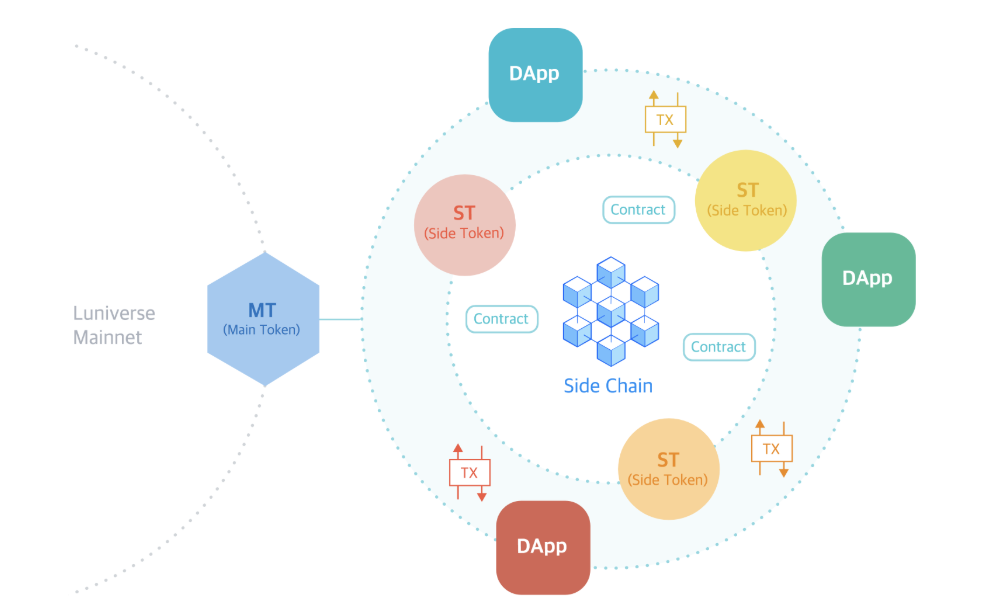 DApp
TX
ST
(Side Token)
ST
(Side Token)
Contract
DApp
Luniverse
Mainnet
MT
(Main Token)
Contract
Contract
Side Chain
TX
ST
(Side Token)
TX
DApp